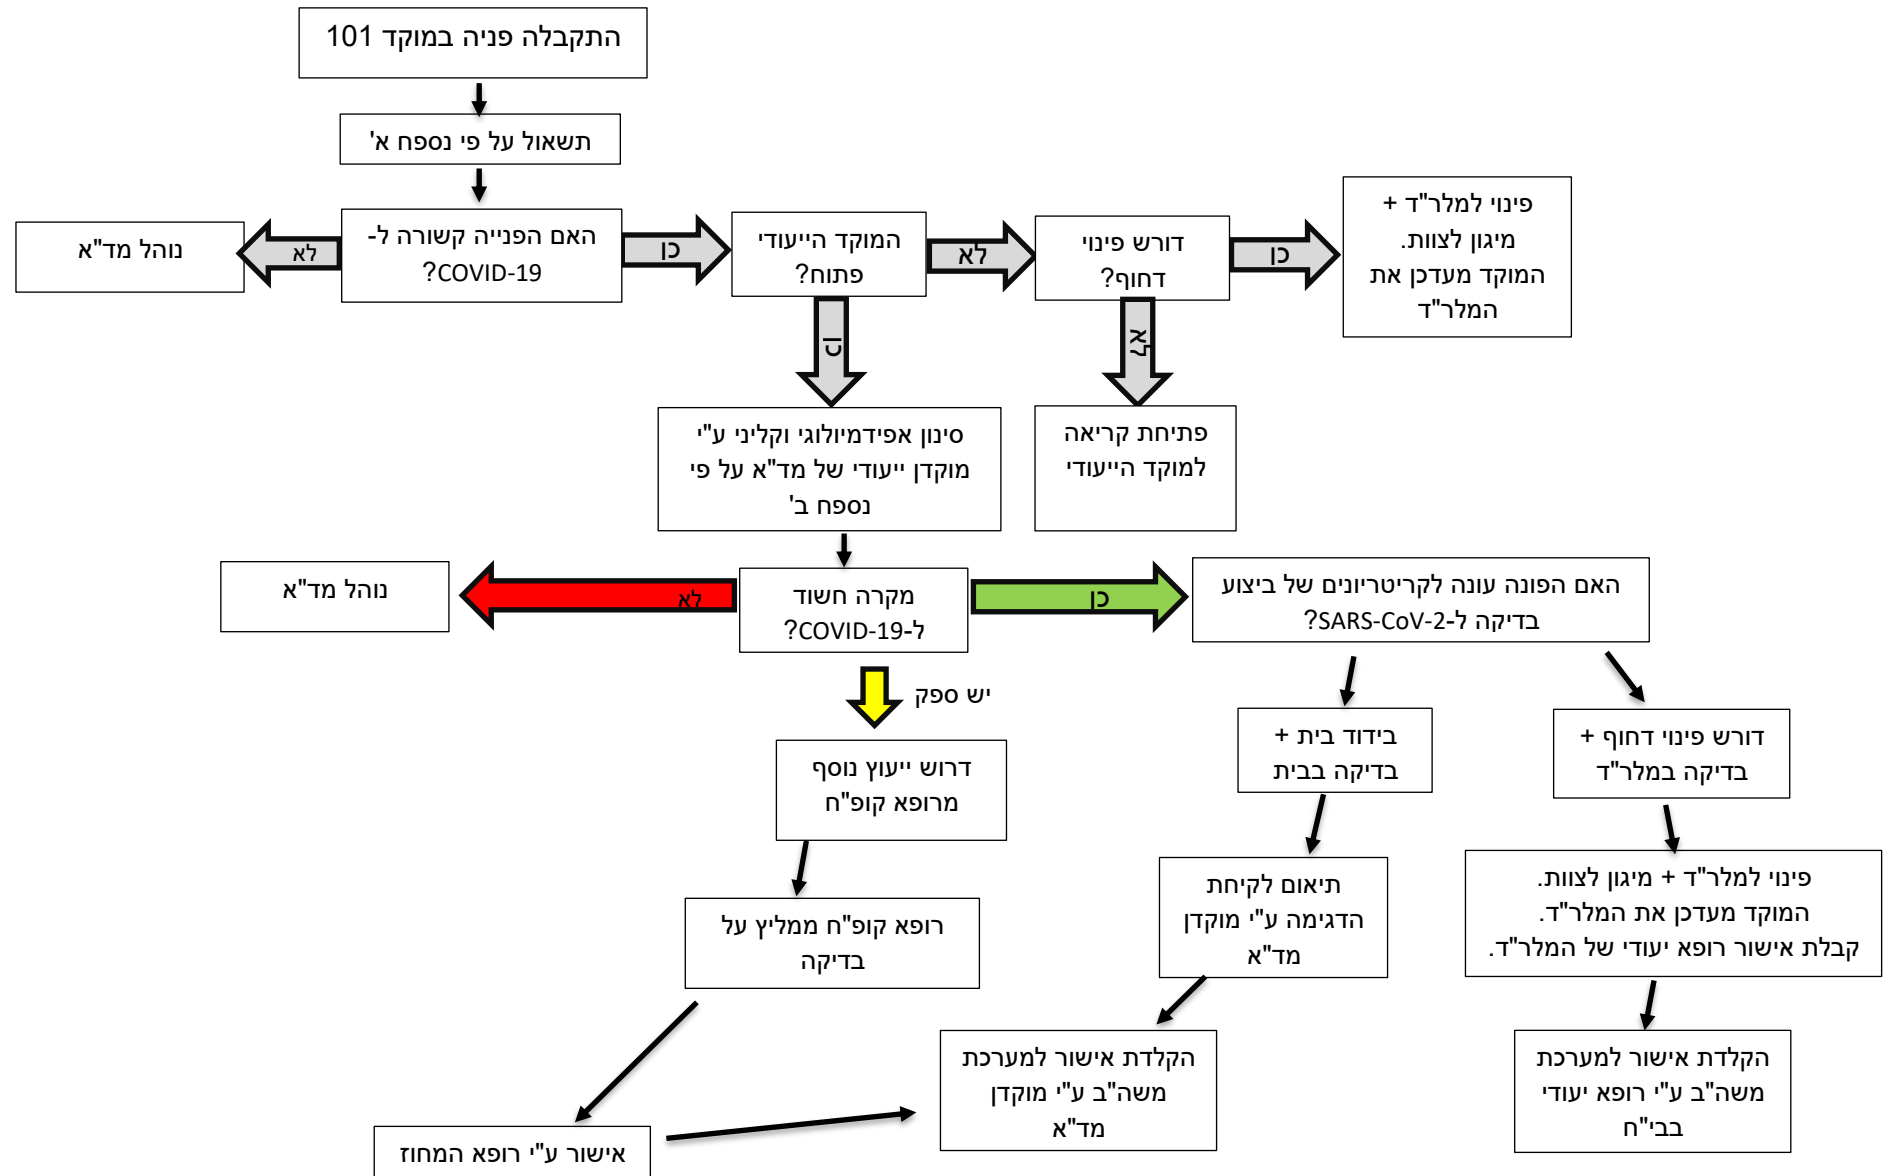 התקבלה פניה במוקד 101
תשאול על פי נספח א'
האם הפנייה קשורה ל-
COVID-19?
לא
נוהל מד"א
כן
המוקד הייעודי
פתוח?
לא
דורש פינוי
דחוף?
כן
פינוי למלר"ד +
מיגון לצוות.
המוקד מעדכן את
המלר"ד
כן
לא
סינון אפידמיולוגי וקליני ע"י
מוקדן ייעודי של מד"א על פי
נספח ב'
פתיחת קריאה
למוקד הייעודי
מקרה חשוד
ל-COVID-19?
לא
נוהל מד"א
כן
האם הפונה עונה לקריטריונים של ביצוע
בדיקה ל-SARS-CoV-2?
יש ספק
דורש פינוי דחוף +
בדיקה במלר"ד
בידוד בית +
בדיקה בבית
דרוש ייעוץ נוסף
מרופא קופ"ח
פינוי למלר"ד + מיגון לצוות.
המוקד מעדכן את המלר"ד.
קבלת אישור רופא יעודי של המלר"ד.
תיאום לקיחת
הדגימה ע"י מוקדן
מד"א
רופא קופ"ח ממליץ על
בדיקה
הקלדת אישור למערכת
משה"ב ע"י רופא יעודי
בבי"ח
הקלדת אישור למערכת
משה"ב ע"י מוקדן
מד"א
אישור ע"י רופא המחוז